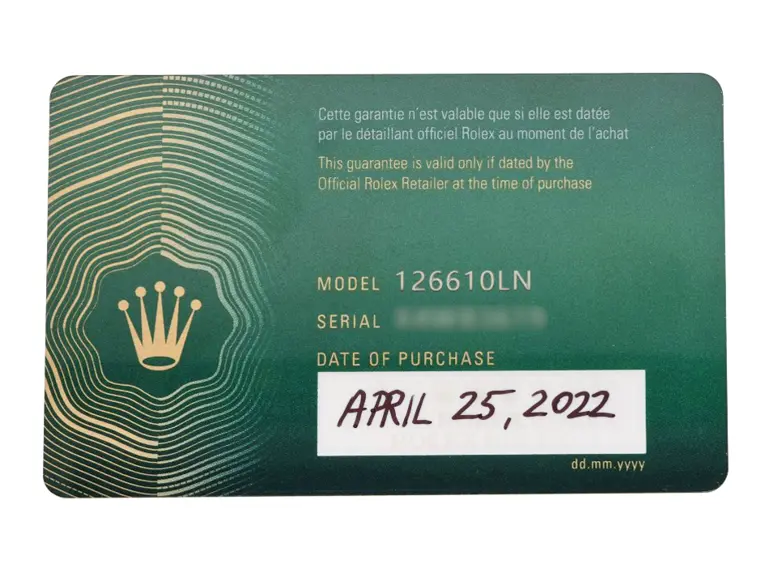 Cette garantie n'est valable que si elle est datée
par le détaillant officiel Rolex au moment de l'achat
This guarantee is valid only if dated by the
Official Rolex Retailer at the time of purchase
MODEL 126610LN
SERIAL
DATE OF PURCHASE
APRIL 25, 2022
dd.mm.yyyy